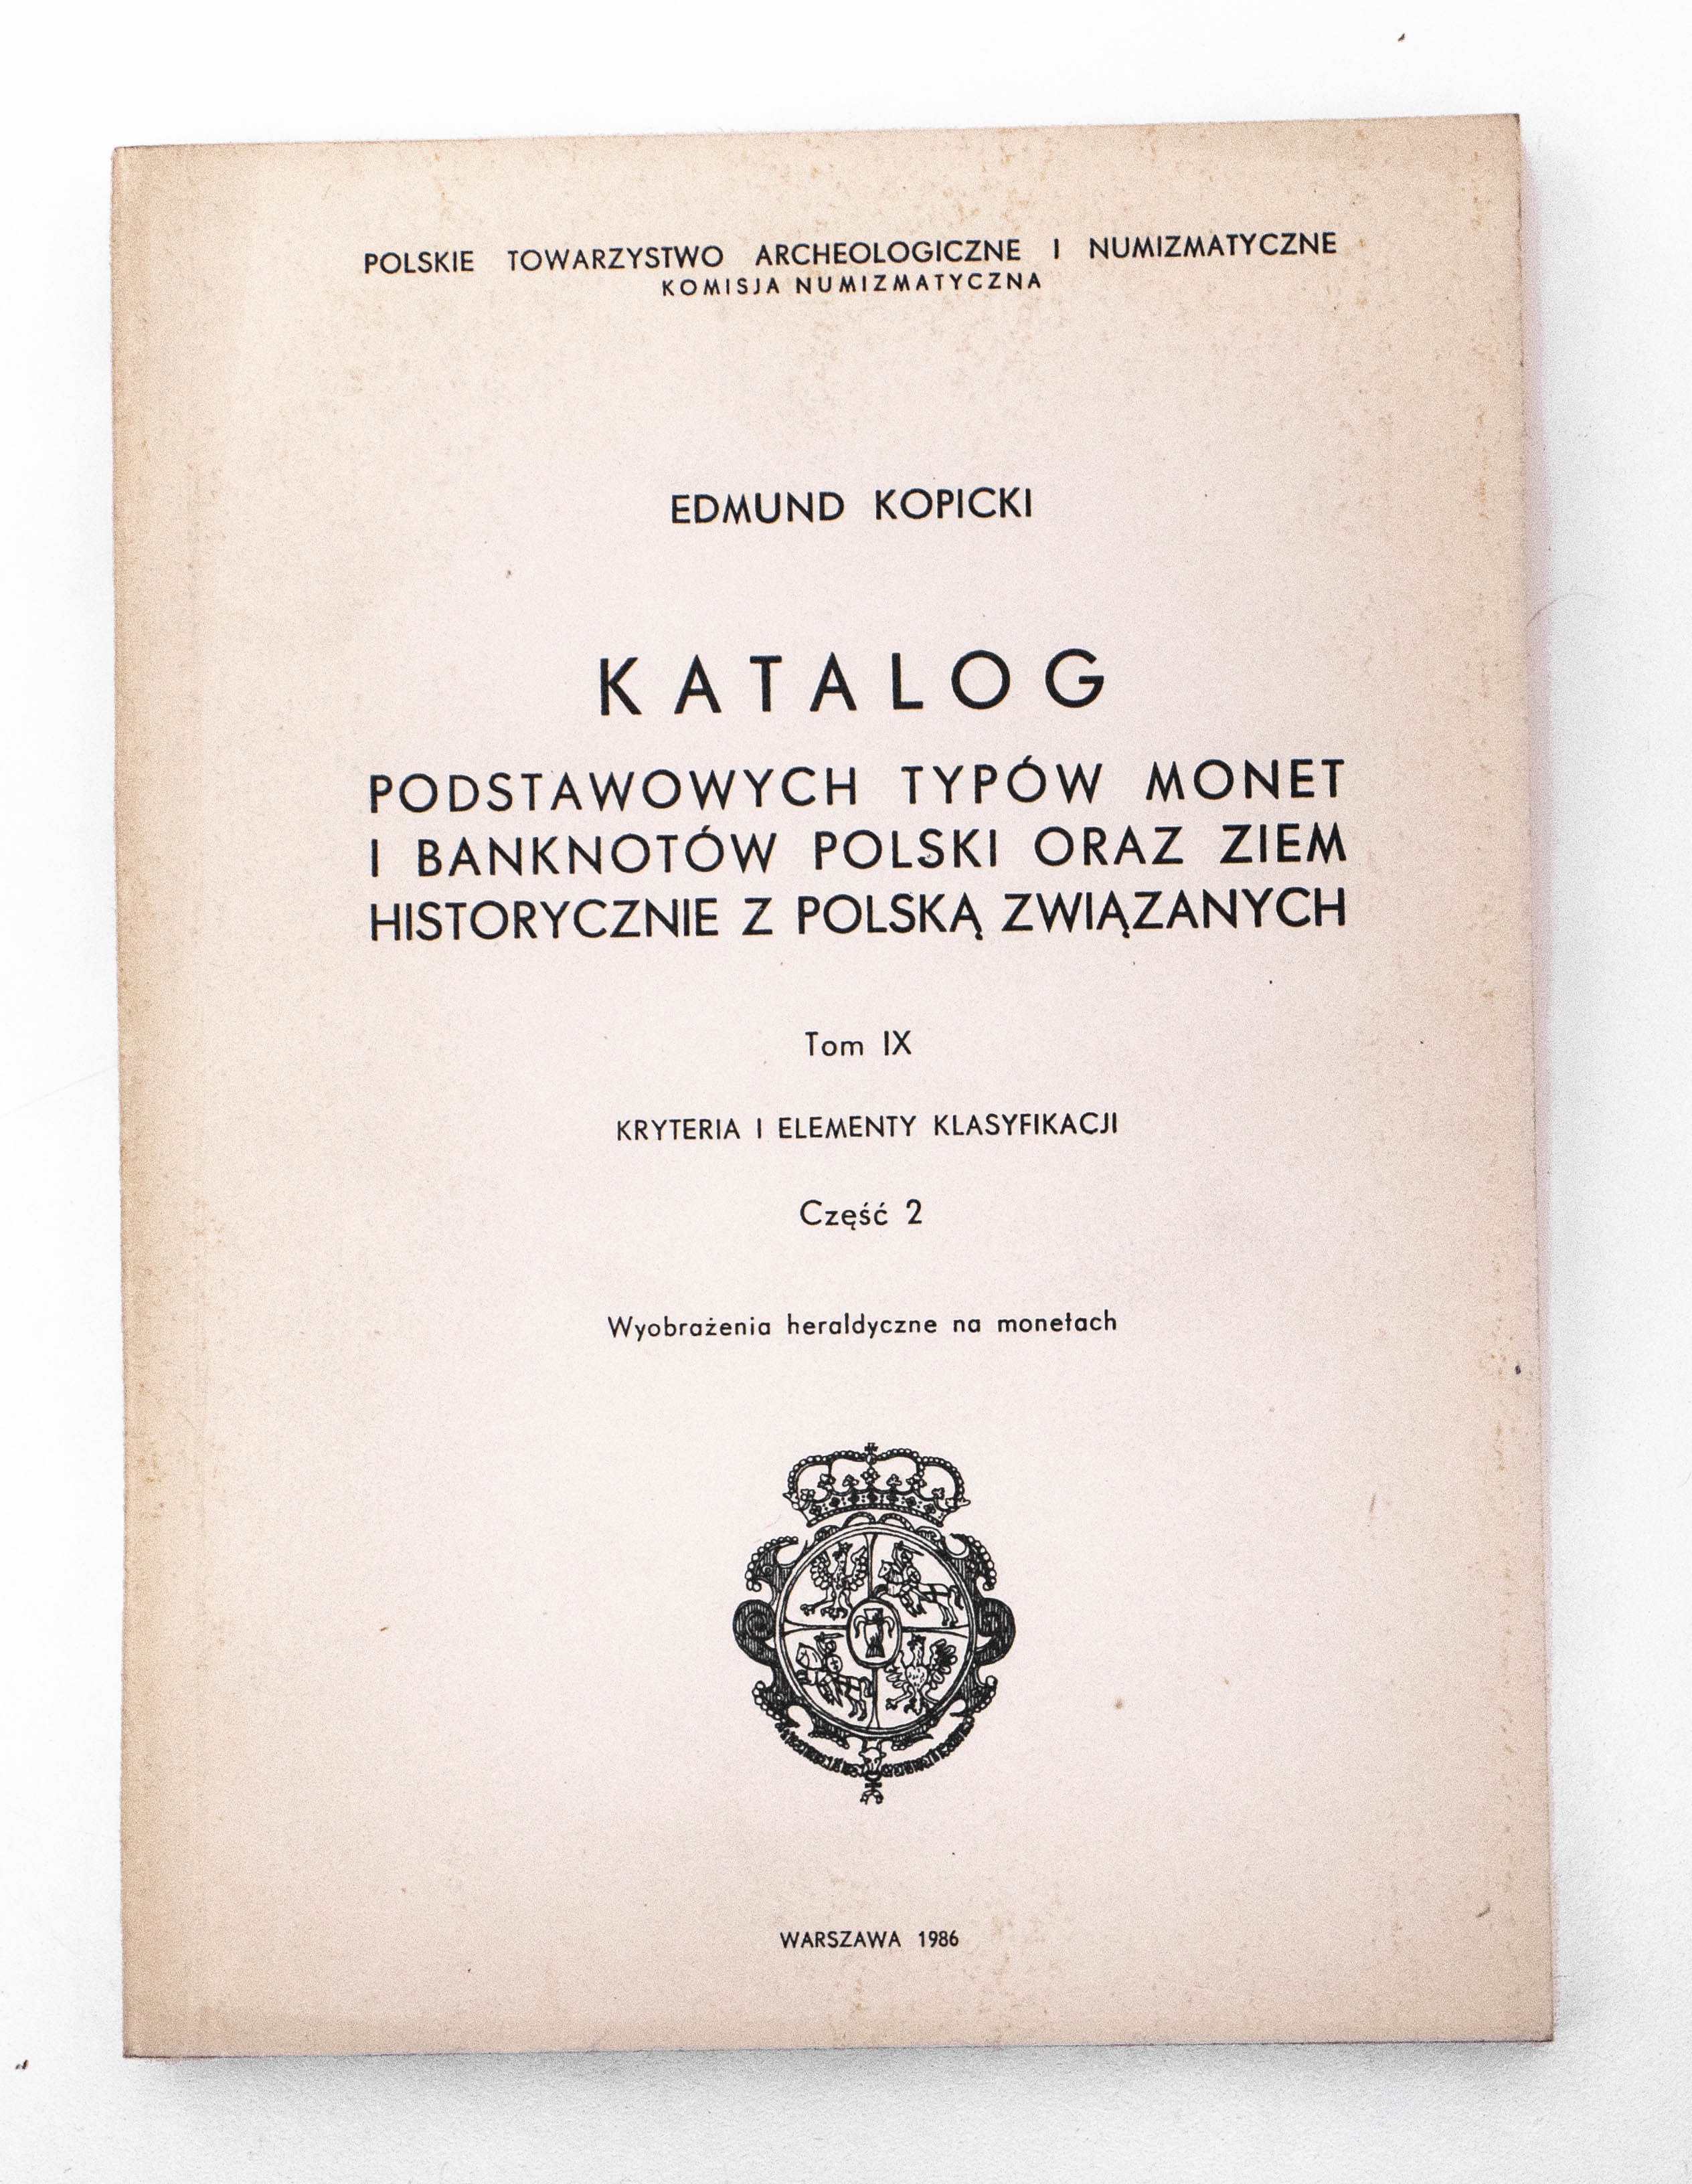 POLSKIE TOWARZYSTWO ARCHEOLOGICZNE I NUMIZMATYCZNE
KOMISJA NUMIZMATYCZNA
EDMUND KOPICKI
KATALOG
PODSTAWOWYCH TYPÓW MONET
I BANKNOTÓW POLSKI ORAZ ZIEM
HISTORYCZNIE Z POLSKĄ ZWIĄZANYCH
Tom IX
KRYTERIA I ELEMENTY KLASYFIKACJI
Część 2
Wyobrażenia heraldyczne na monetach
WARSZAWA 1986